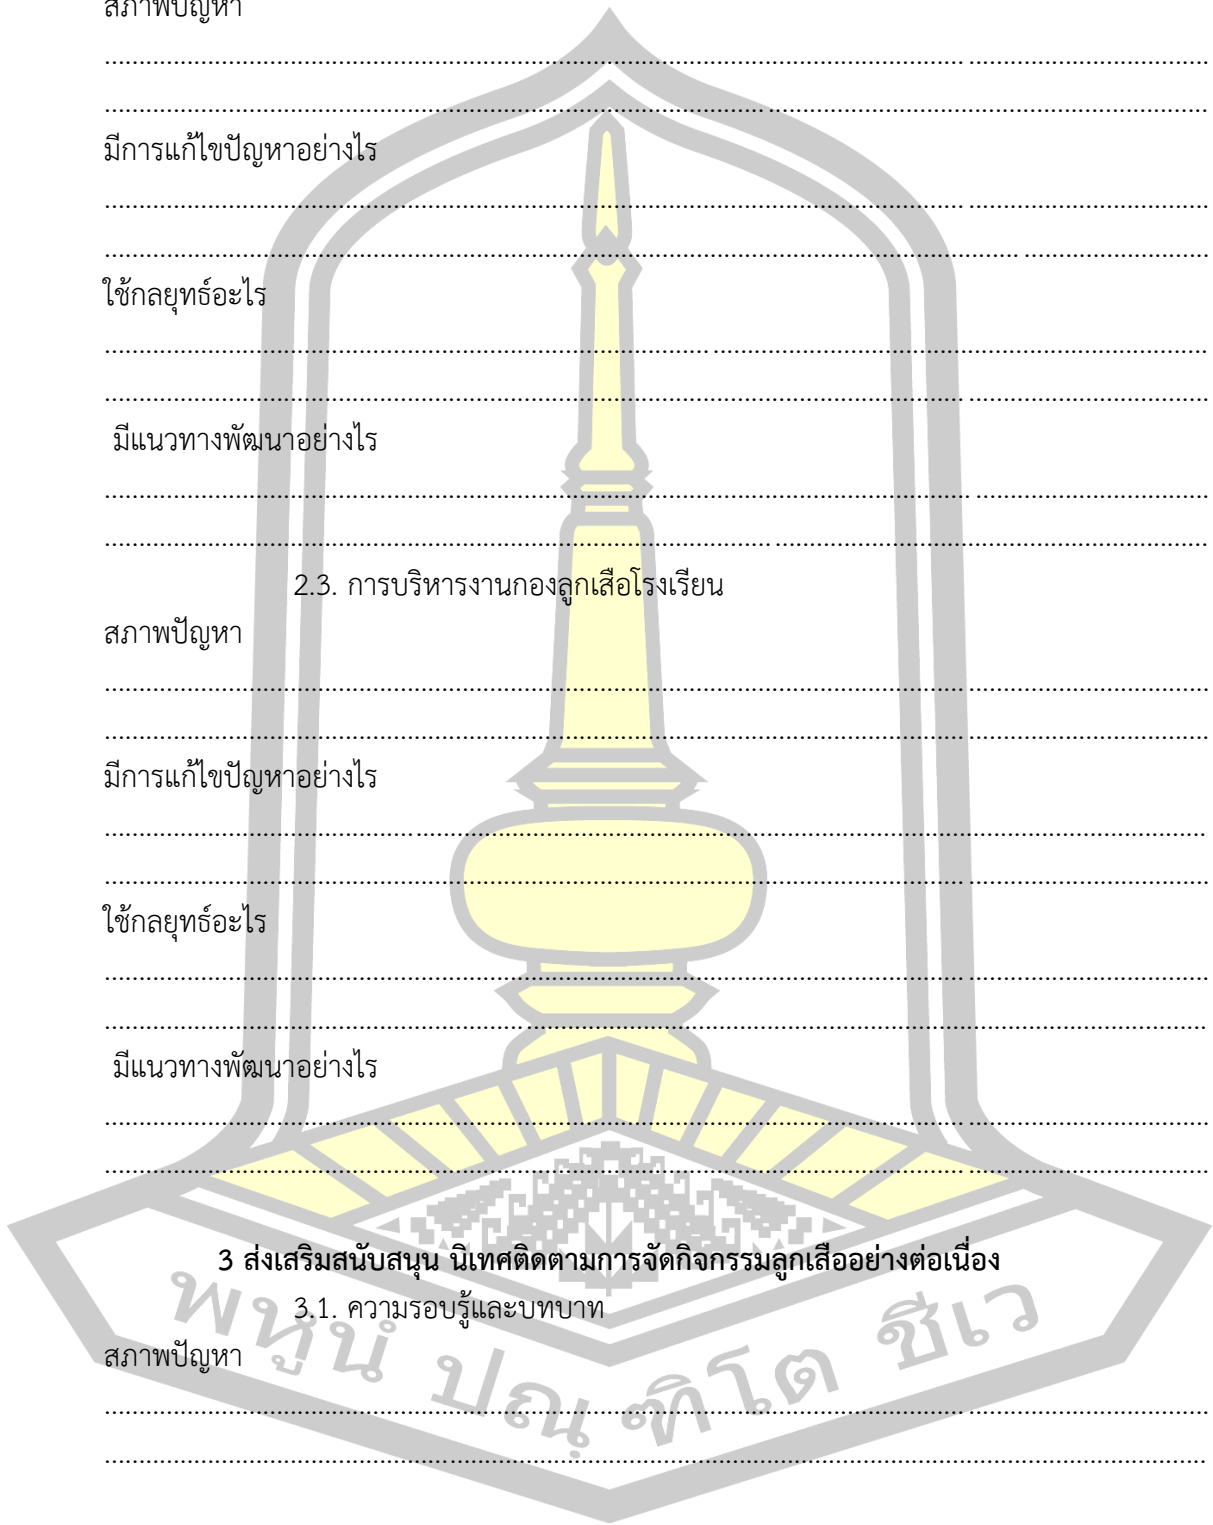 สภาพปัญหา
................................................................................................................................................................
................................................................................................................................................................
มีการแก้ไขปัญหาอย่างไร
................................................................................................................................................................
................................................................................................................................................................
ใช้กลยุทธ์อะไร
................................................................................................................................................................
................................................................................................................................................................
มีแนวทางพัฒนาอย่างไร
................................................................................................................................................................
................................................................................................................................................................
2.3. การบริหารงานกองลูกเสือโรงเรียน
สภาพปัญหา
................................................................................................................................................................
................................................................................................................................................................
มีการแก้ไขปัญหาอย่างไร
................................................................................................................................................................
................................................................................................................................................................
ใช้กลยุทธ์อะไร
................................................................................................................................................................
................................................................................................................................................................
มีแนวทางพัฒนาอย่างไร
................................................................................................................................................................
................................................................................................................................................................
3 ส่งเสริมสนับสนุน นิเทศติดตามการจัดกิจกรรมลูกเสืออย่างต่อเนื่อง
3.1. ความรอบรู้และบทบาท
สภาพปัญหา
................................................................................................................................................................
................................................................................................................................................................
พหูนํ ปณฺฑิโต ชีเว